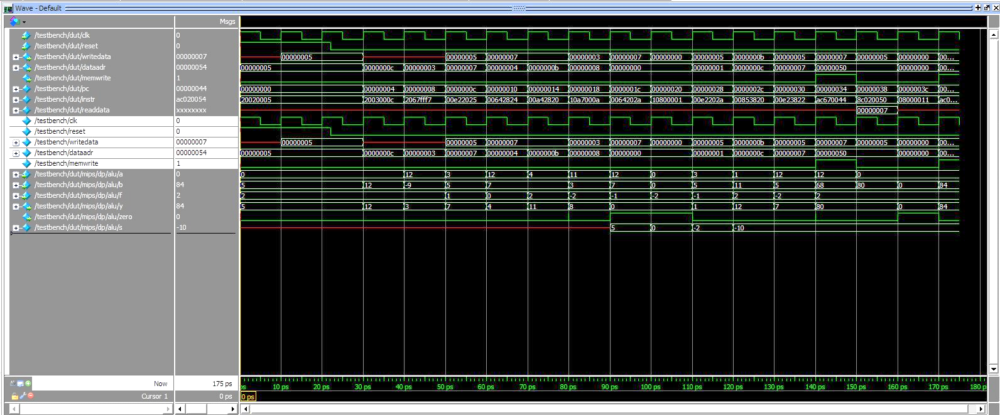 Wave - Default
Msgs
/testbench/dut/clk 0
/testbench/dut/reset 0
/testbench/dut/writedata 00000007 00000005 00000005 00000007 00000003 00000007 00000000 00000005 0000000b 00000005 00000007 00000005 00000000 00...
/testbench/dut/dataadr 00000054 00000005 0000000c 00000003 00000007 00000004 0000000b 00000008 00000000 00000001 0000000c 00000007 00000050 00000000 00...
/testbench/dut/memwrite 1
/testbench/dut/pc 00000044 00000000 00000004 00000008 0000000c 00000010 00000014 00000018 0000001c 00000020 00000028 0000002c 00000030 00000034 00000038 0000003c 00...
/testbench/dut/instr ac020054 20020005 2003000c 2067fff7 00e22025 00642824 00a42820 10a7000a 0064202a 10800001 00e2202a 00853820 00e23822 ac670044 8c020050 08000011 ac0...
/testbench/dut/readdata xxxxxxxx 00000007
/testbench/clk 0
/testbench/reset 0
/testbench/writedata 00000007 00000005 00000005 00000007 00000003 00000007 00000000 00000005 0000000b 00000005 00000007 00000005 00000000 00...
/testbench/dataadr 00000054 00000005 0000000c 00000003 00000007 00000004 0000000b 00000008 00000000 00000001 0000000c 00000007 00000050 00000000 00...
/testbench/memwrite 1
/testbench/dut/mips/dp/alu/a 0 0 12 3 12 4 11 12 0 3 1 12 12 0
/testbench/dut/mips/dp/alu/b 84 5 12 -9 5 7 3 7 0 5 11 5 68 80 0 84
/testbench/dut/mips/dp/alu/f 2 2 1 0 2 -2 -1 -2 -1 2 -2 2
/testbench/dut/mips/dp/alu/y 84 5 12 3 7 4 11 8 0 1 12 7 80 0 84
/testbench/dut/mips/dp/alu/zero 0
/testbench/dut/mips/dp/alu/s -10 5 0 -2 -10
Now 175 ps ps 10 ps 20 ps 30 ps 40 ps 50 ps 60 ps 70 ps 80 ps 90 ps 100 ps 110 ps 120 ps 130 ps 140 ps 150 ps 160 ps 170 ps 180 p
Cursor 1 0 ps 0 ps